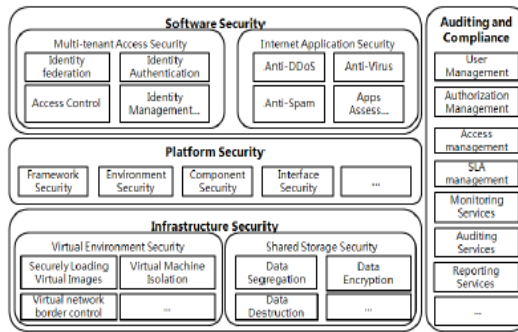 Software Security
Multi-tenant Access Security
Identity
federation
Identity
Authentication
Access Control
Identity
Management...
Internet Application Security
Anti-DDoS
Anti-Virus
Anti-Spam
Apps
Assess...
Platform Security
Framework
Security
Environment
Security
Component
Security
Interface
Security
...
Infrastructure Security
Virtual Environment Security
Securely Loading
Virtual Images
Virtual Machine
Isolation
Virtual network
border control
...
Shared Storage Security
Data
Segregation
Data
Encryption
Data
Destruction
...
Auditing and
Compliance
User
Management
Authorization
Management
Access
management
SLA
management
Monitoring
Services
Auditing
Services
Reporting
Services
...